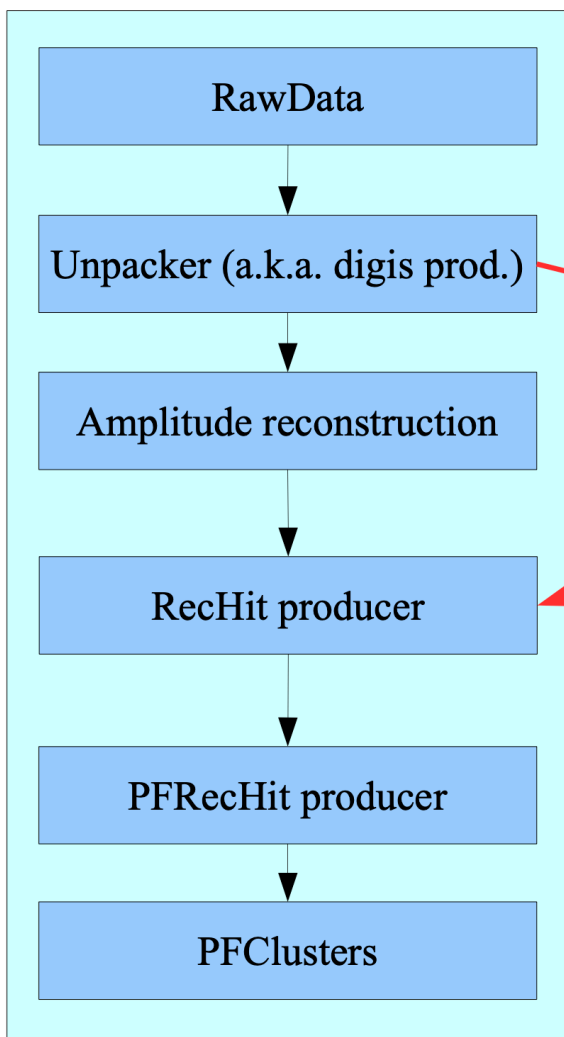 RawData
Unpacker (a.k.a. digis prod.)
Amplitude reconstruction
RecHit producer
PFRecHit producer
PFClusters